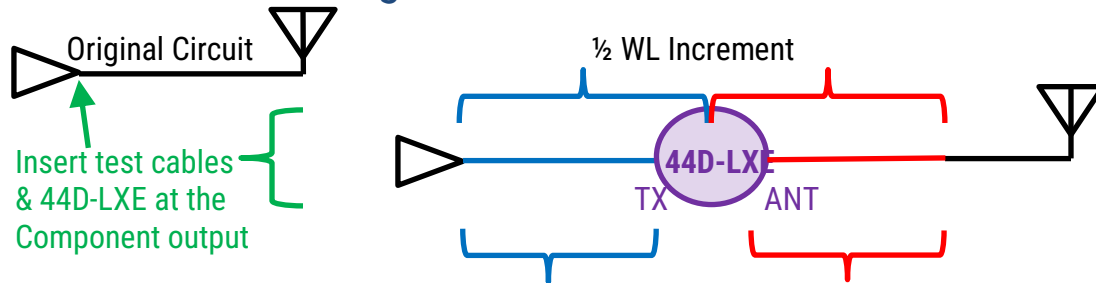 Original Circuit
½ WL Increment
Insert test cables
& 44D-LXE at the
Component output
44D-LXE
TX
ANT